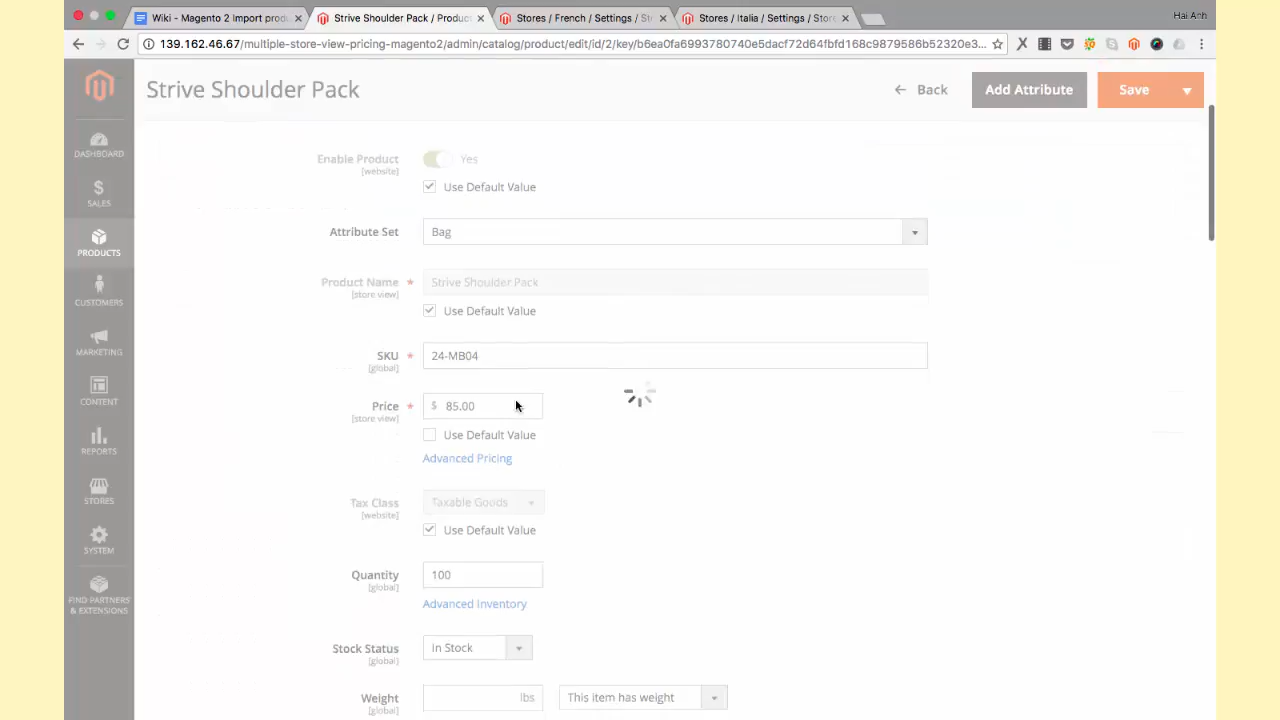 Wiki - Magento 2 Import produ
Strive Shoulder Pack / Product
Stores / French / Settings / St
Stores / Italia / Settings / Store
Hai Anh
139.162.46.67/multiple-store-view-pricing-magento2/admin/catalog/product/edit/id/2/key/b6ea0fa6993780740e5dacf72d64fbfd168c9879586b52320e3...
Strive Shoulder Pack
Back
Add Attribute
Save
DASHBOARD
SALES
PRODUCTS
CUSTOMERS
MARKETING
CONTENT
REPORTS
STORES
SYSTEM
FIND PARTNERS
& EXTENSIONS
Enable Product
[website]
Yes
Use Default Value
Attribute Set
Bag
Product Name *
[store view]
Strive Shoulder Pack
Use Default Value
SKU *
[global]
24-MB04
Price *
[store view]
$ 85.00
Use Default Value
Advanced Pricing
Tax Class
[website]
Taxable Goods
Use Default Value
Quantity
[global]
100
Advanced Inventory
Stock Status
[global]
In Stock
Weight
[global]
lbs
This item has weight